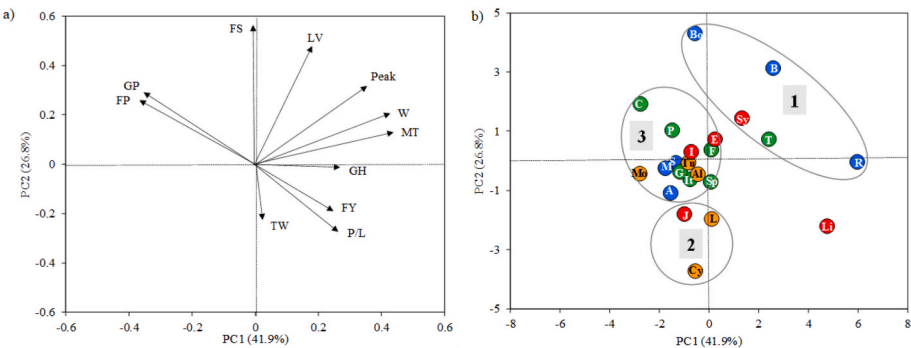 a)
0.6
0.4
0.2
0
-0.2
-0.4
-0.6
PC2 (26.8%)
FS
LV
Peak
GP
FP
W
MT
GH
FY
TW
P/L
-0.6 -0.4 -0.2 0 0.2 0.4 0.6
PC1 (41.9%)
b)
5
3
1
-2
-3
-5
PC2 (26.8%)
B
1
C
Sy
P
E
T
3
F
I
R
M
Mo
G
Al
Sp
A
J
L
Li
2
Cy
-8 -6 -4 -2 0 2 4 6 8
PC1 (41.9%)